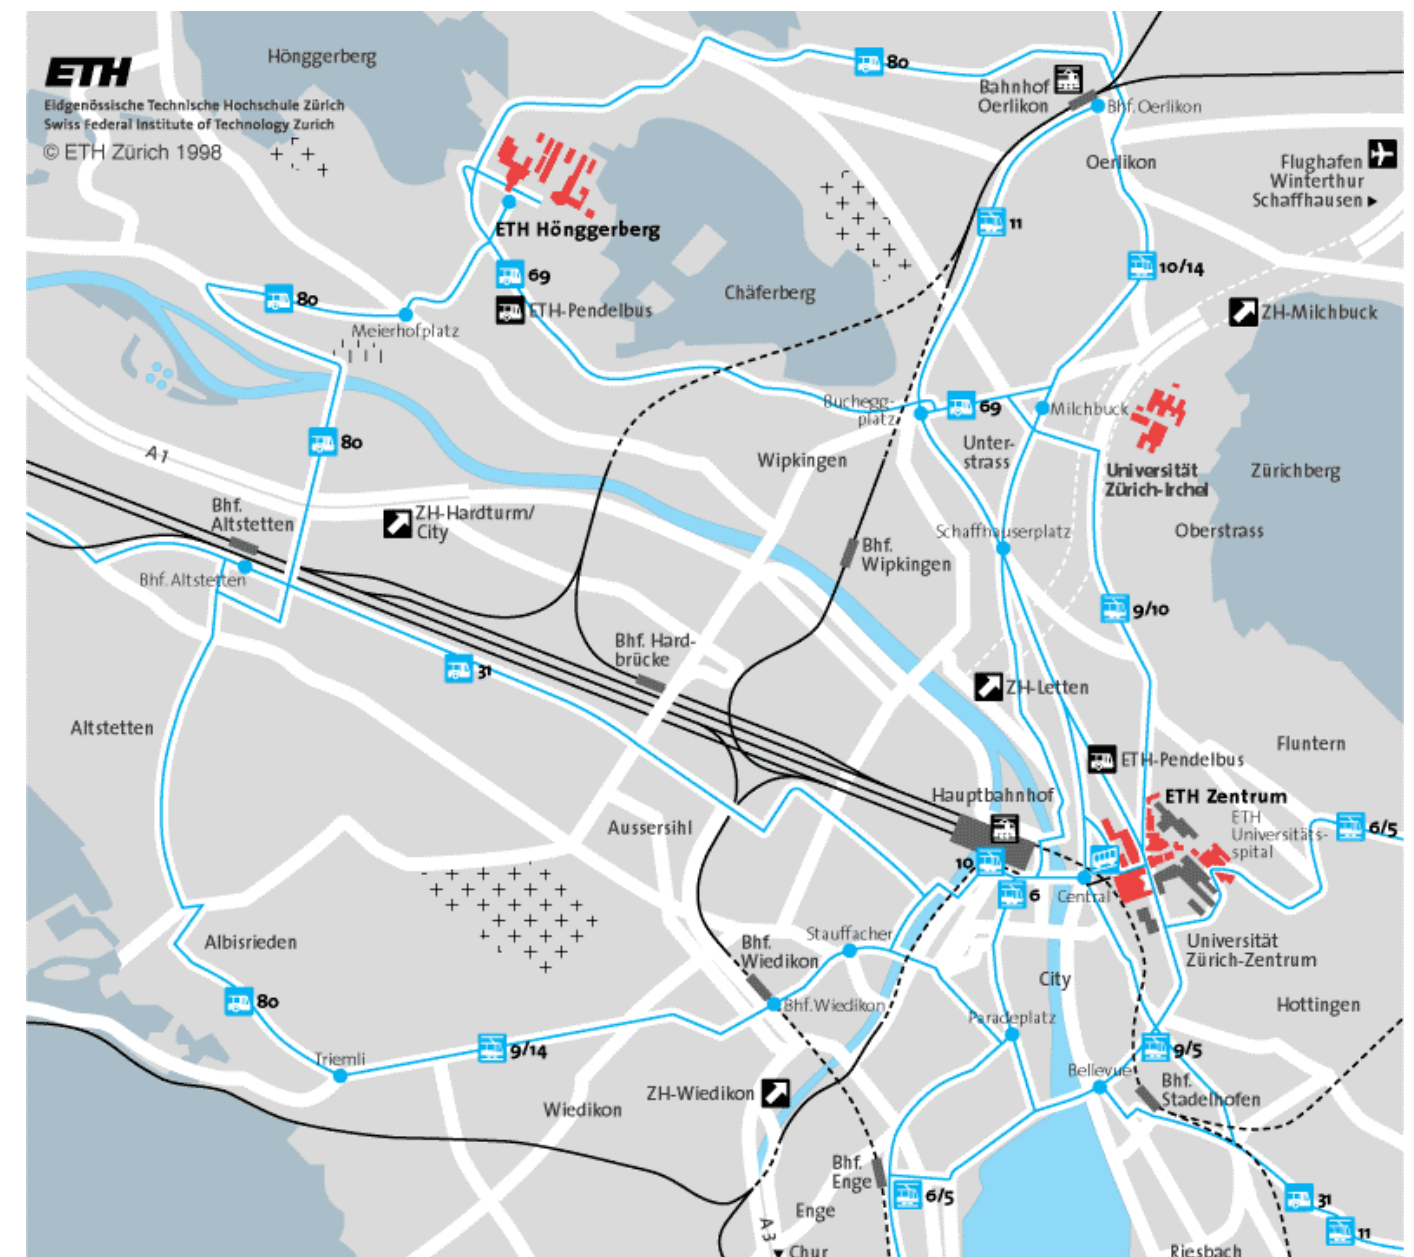 ETH
Eidgenössische Technische Hochschule Zürich
Swiss Federal Institute of Technology Zurich
© ETH Zürich 1998
Hönggerberg
80
Bahnhof
Oerlikon
Bhf. Oerlikon
Oerlikon
Flughafen
Winterthur
Schaffhausen
ETH Hönggerberg
11
10/14
69
80
ETH-Pendelbus
Chäferberg
ZH-Milchbuck
Meierhofplatz
Buchegg-
platz
69
Milchbuck
80
A1
Unter-
strass
Wipkingen
Universität
Zürich-Irchel
Zürichberg
Bhf.
Altstetten
ZH-Hardturm/
City
Schaffhauserplatz
Oberstrass
Bhf.
Wipkingen
Bhf. Altstetten
9/10
Bhf. Hard-
brücke
31
ZH-Letten
Altstetten
Fluntern
ETH-Pendelbus
Hauptbahnhof
ETH Zentrum
ETH
Universitäts-
spital
6/5
Aussersihl
10
6
Central
Albisrieden
Stauffacher
Bhf.
Wiedikon
Universität
Zürich-Zentrum
City
80
Bhf. Wiedikon
Hottingen
Paradeplatz
9/14
9/5
Triemli
Bellevue
Bhf.
Stadelhofen
ZH-Wiedikon
Wiedikon
Bhf.
Enge
6/5
31
Enge
A3
11
Chur
Riesbach